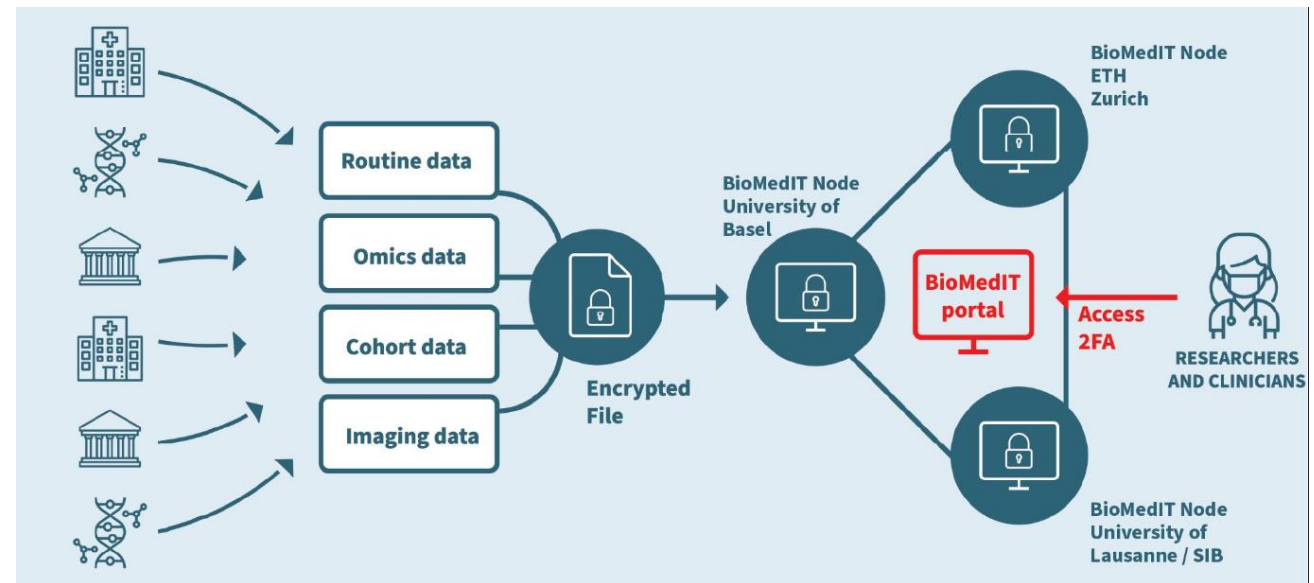 Routine data
Omics data
Cohort data
Imaging data
Encrypted
File
BioMedIT Node
University of
Basel
BioMedIT Node
ETH
Zurich
BioMedIT
portal
Access
2FA
RESEARCHERS
AND CLINICIANS
BioMedIT Node
University of
Lausanne / SIB